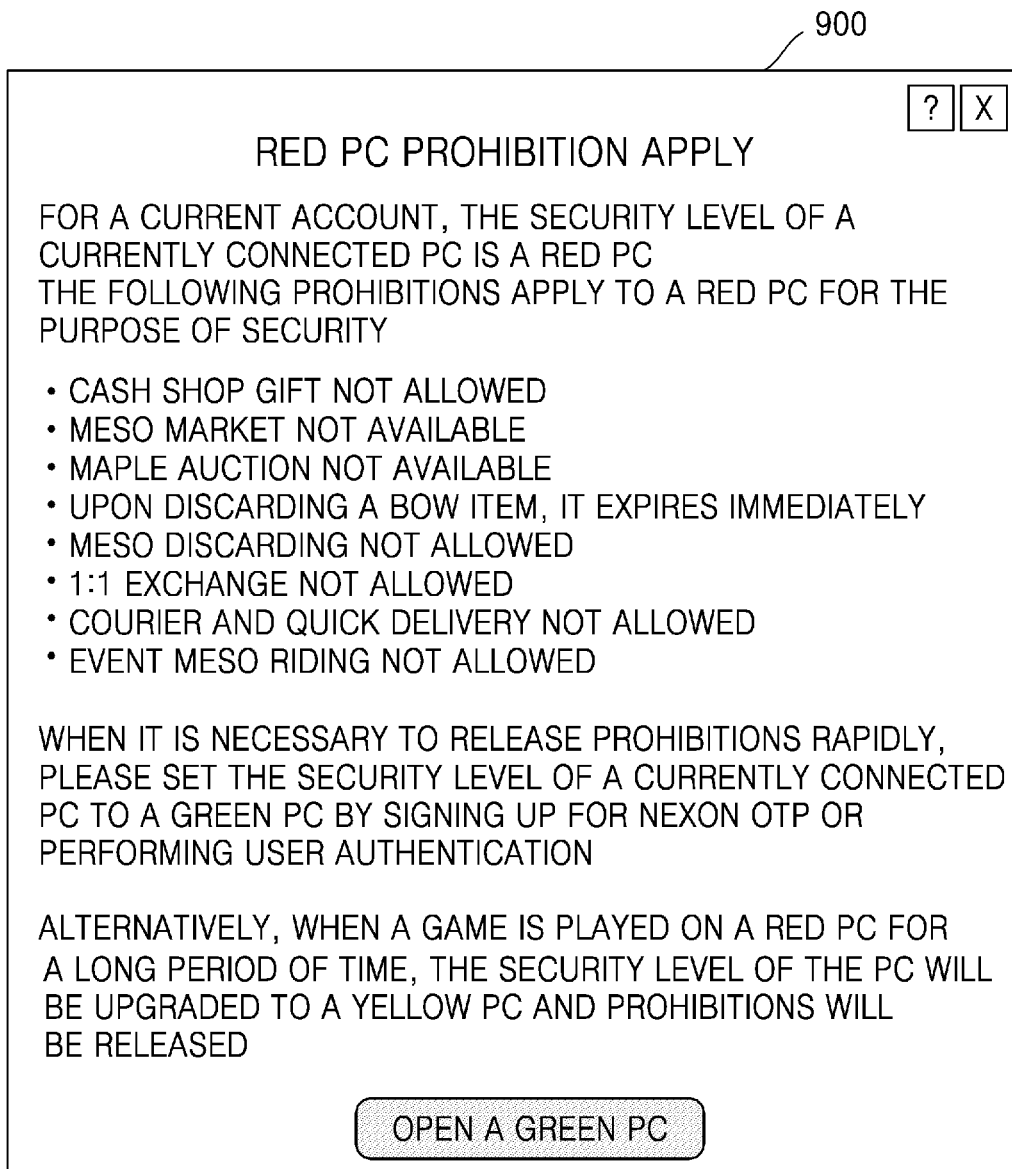 900
? X
RED PC PROHIBITION APPLY
FOR A CURRENT ACCOUNT, THE SECURITY LEVEL OF A
CURRENTLY CONNECTED PC IS A RED PC
THE FOLLOWING PROHIBITIONS APPLY TO A RED PC FOR THE
PURPOSE OF SECURITY
• CASH SHOP GIFT NOT ALLOWED
• MESO MARKET NOT AVAILABLE
• MAPLE AUCTION NOT AVAILABLE
• UPON DISCARDING A BOW ITEM, IT EXPIRES IMMEDIATELY
• MESO DISCARDING NOT ALLOWED
• 1:1 EXCHANGE NOT ALLOWED
• COURIER AND QUICK DELIVERY NOT ALLOWED
• EVENT MESO RIDING NOT ALLOWED
WHEN IT IS NECESSARY TO RELEASE PROHIBITIONS RAPIDLY,
PLEASE SET THE SECURITY LEVEL OF A CURRENTLY CONNECTED
PC TO A GREEN PC BY SIGNING UP FOR NEXON OTP OR
PERFORMING USER AUTHENTICATION
ALTERNATIVELY, WHEN A GAME IS PLAYED ON A RED PC FOR
A LONG PERIOD OF TIME, THE SECURITY LEVEL OF THE PC WILL
BE UPGRADED TO A YELLOW PC AND PROHIBITIONS WILL
BE RELEASED
OPEN A GREEN PC